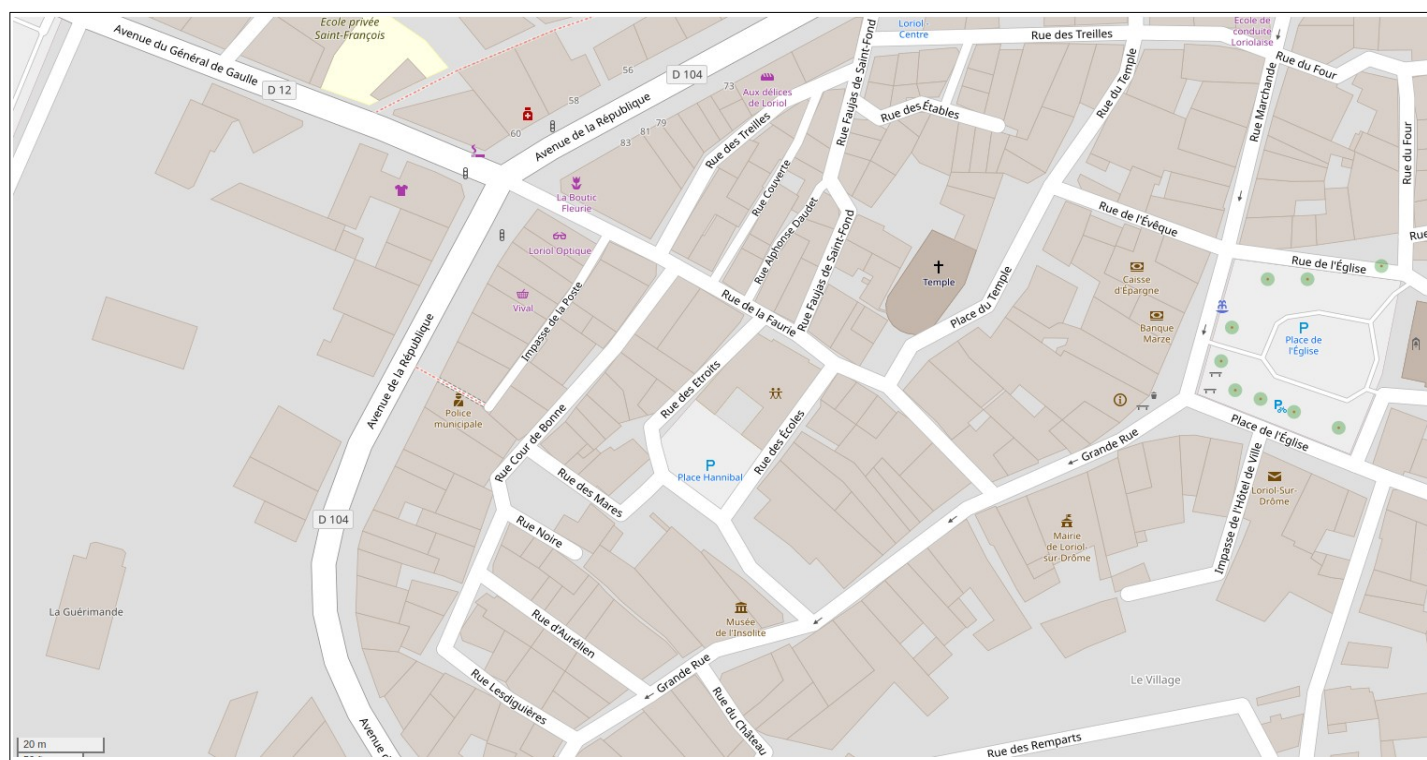 Ecole privée
Saint-François
Avenue du Général de Gaulle
D 12
56
58
60
D 104
Avenue de la République
73
79
81
83
Aux délices
de Loriol
Loriol
Centre
Rue des Treilles
Ecole de
conduite
Loriolaise
Rue du Four
Rue Marchande
Rue du Temple
Rue Faujas de Saint-Fond
Rue des Étables
Rue du Four
Rue des Treilles
Rue Couverte
Rue Alphonse Daudet
Rue Faujas de Saint-Fond
La Boutic
Fleurie
Loriol Optique
Vival
Impasse de la Poste
Rue de la Faurie
Temple
Place du Temple
Rue de l'Évêque
Rue de l'Église
Caisse
d'Épargne
Banque
Marze
P
Place de
l'Église
P
Place de l'Église
Avenue de la République
Police
municipale
Rue Cour de Bonne
Rue des Etroits
Rue des Écoles
P
Place Hannibal
Rue des Mares
Rue Noire
Grande Rue
Impasse de l'Hôtel de Ville
Loriol-Sur-
Drôme
Mairie
de Loriol-
sur-Drôme
D 104
La Guérimande
Musée
de l'Insolite
Rue d'Aurélien
Rue Lesdiguières
Grande Rue
Rue du Château
Le Village
Rue des Remparts
20 m